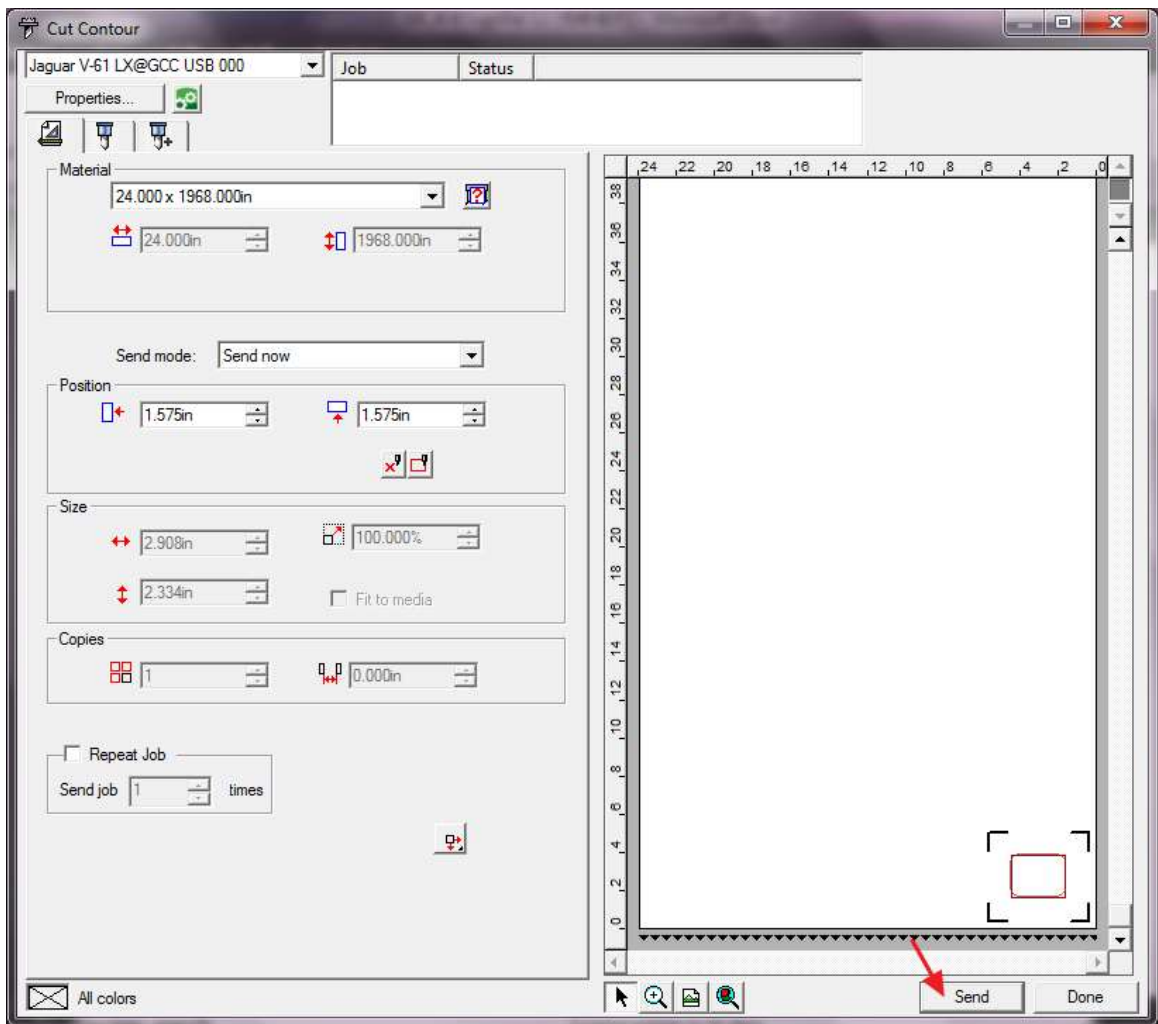 Cut Contour
Jaguar V-61 LX@GCC USB 000
Job Status
Properties...
Material
24.000 x 1968.000in
24.000in 1968.000in
Send mode: Send now
Position
1.575in 1.575in
Size
2.908in 100.000%
2.334in Fit to media
Copies
1 0.000in
Repeat Job
Send job 1 times
24 22 20 18 16 14 12 10 8 6 4 2 0
38
36
34
32
30
28
26
24
22
20
18
16
14
12
10
8
6
4
2
0
All colors
Send Done